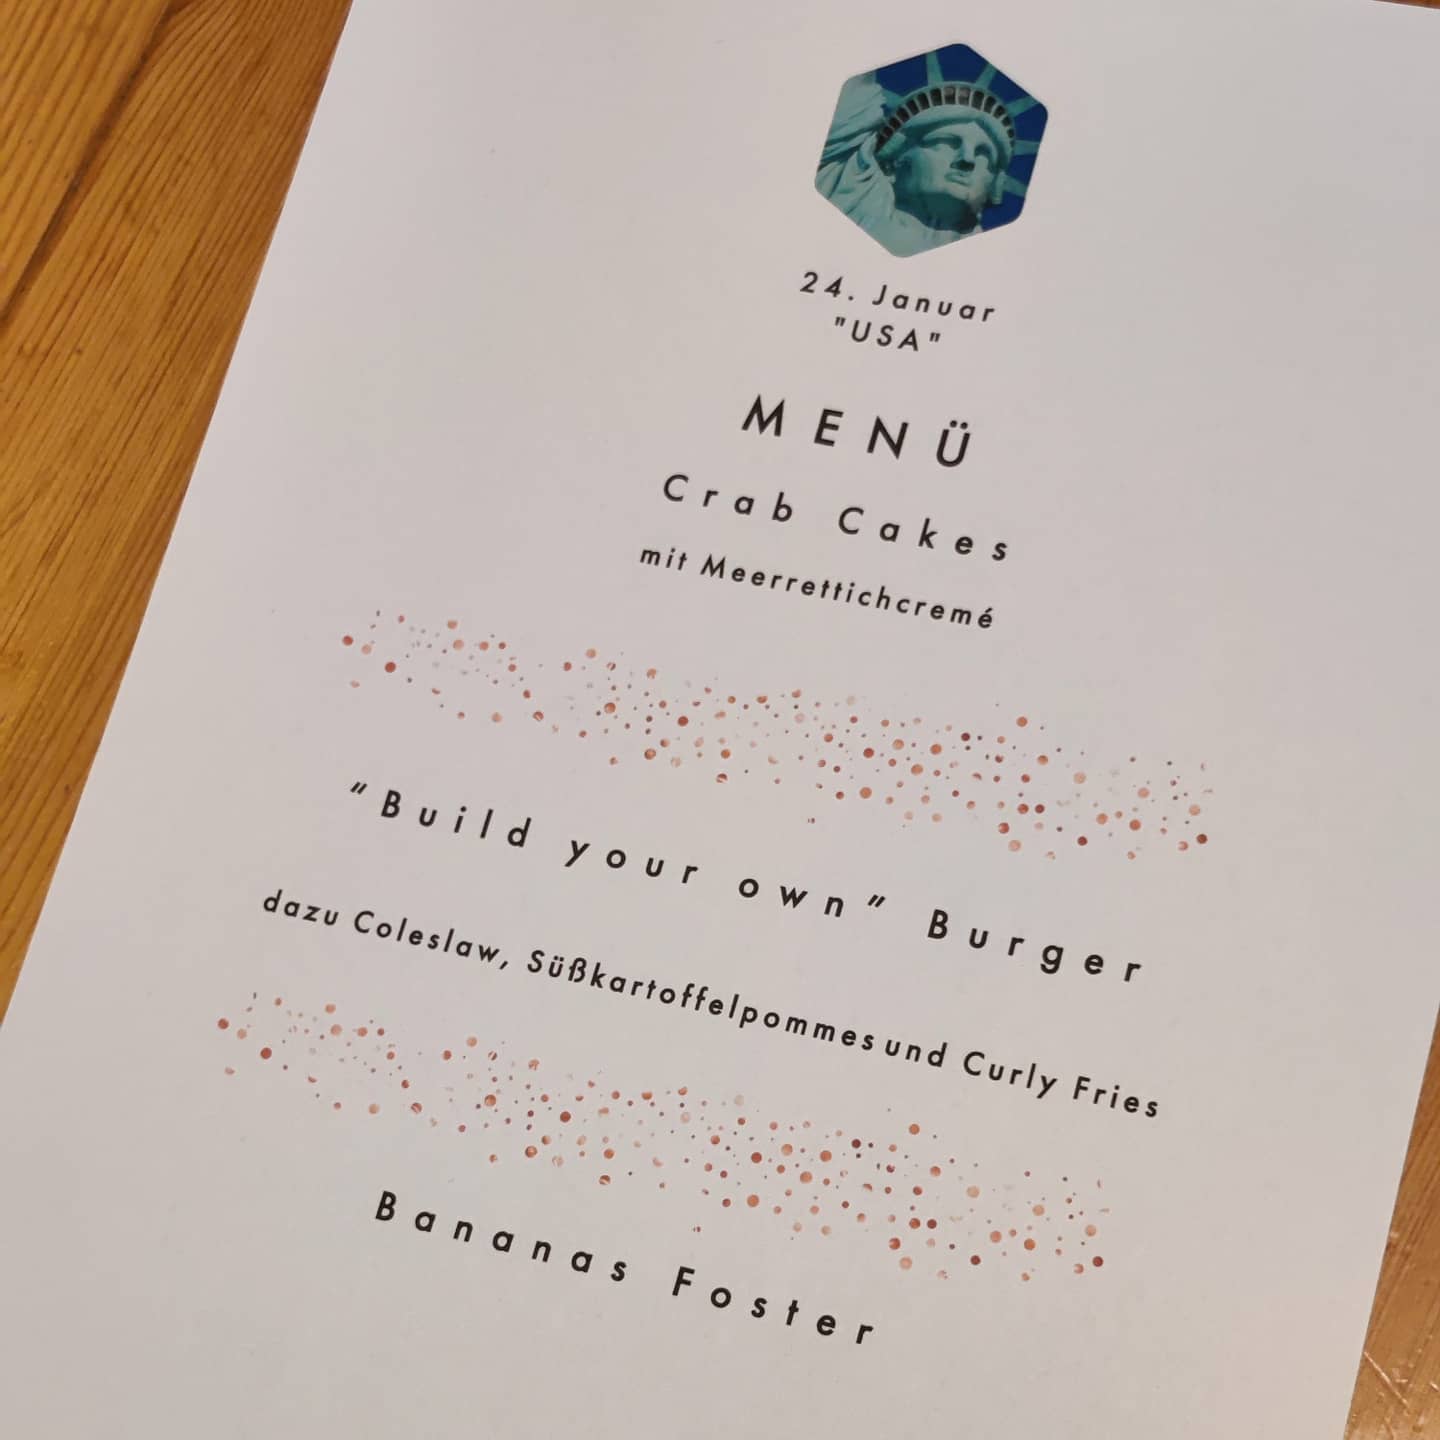 24. Januar
"USA"
MENÜ
Crab Cakes
mit Meerrettichcremé
"Build your own" Burger
dazu Coleslaw, Süßkartoffelpommes und Curly Fries
Bananas Foster